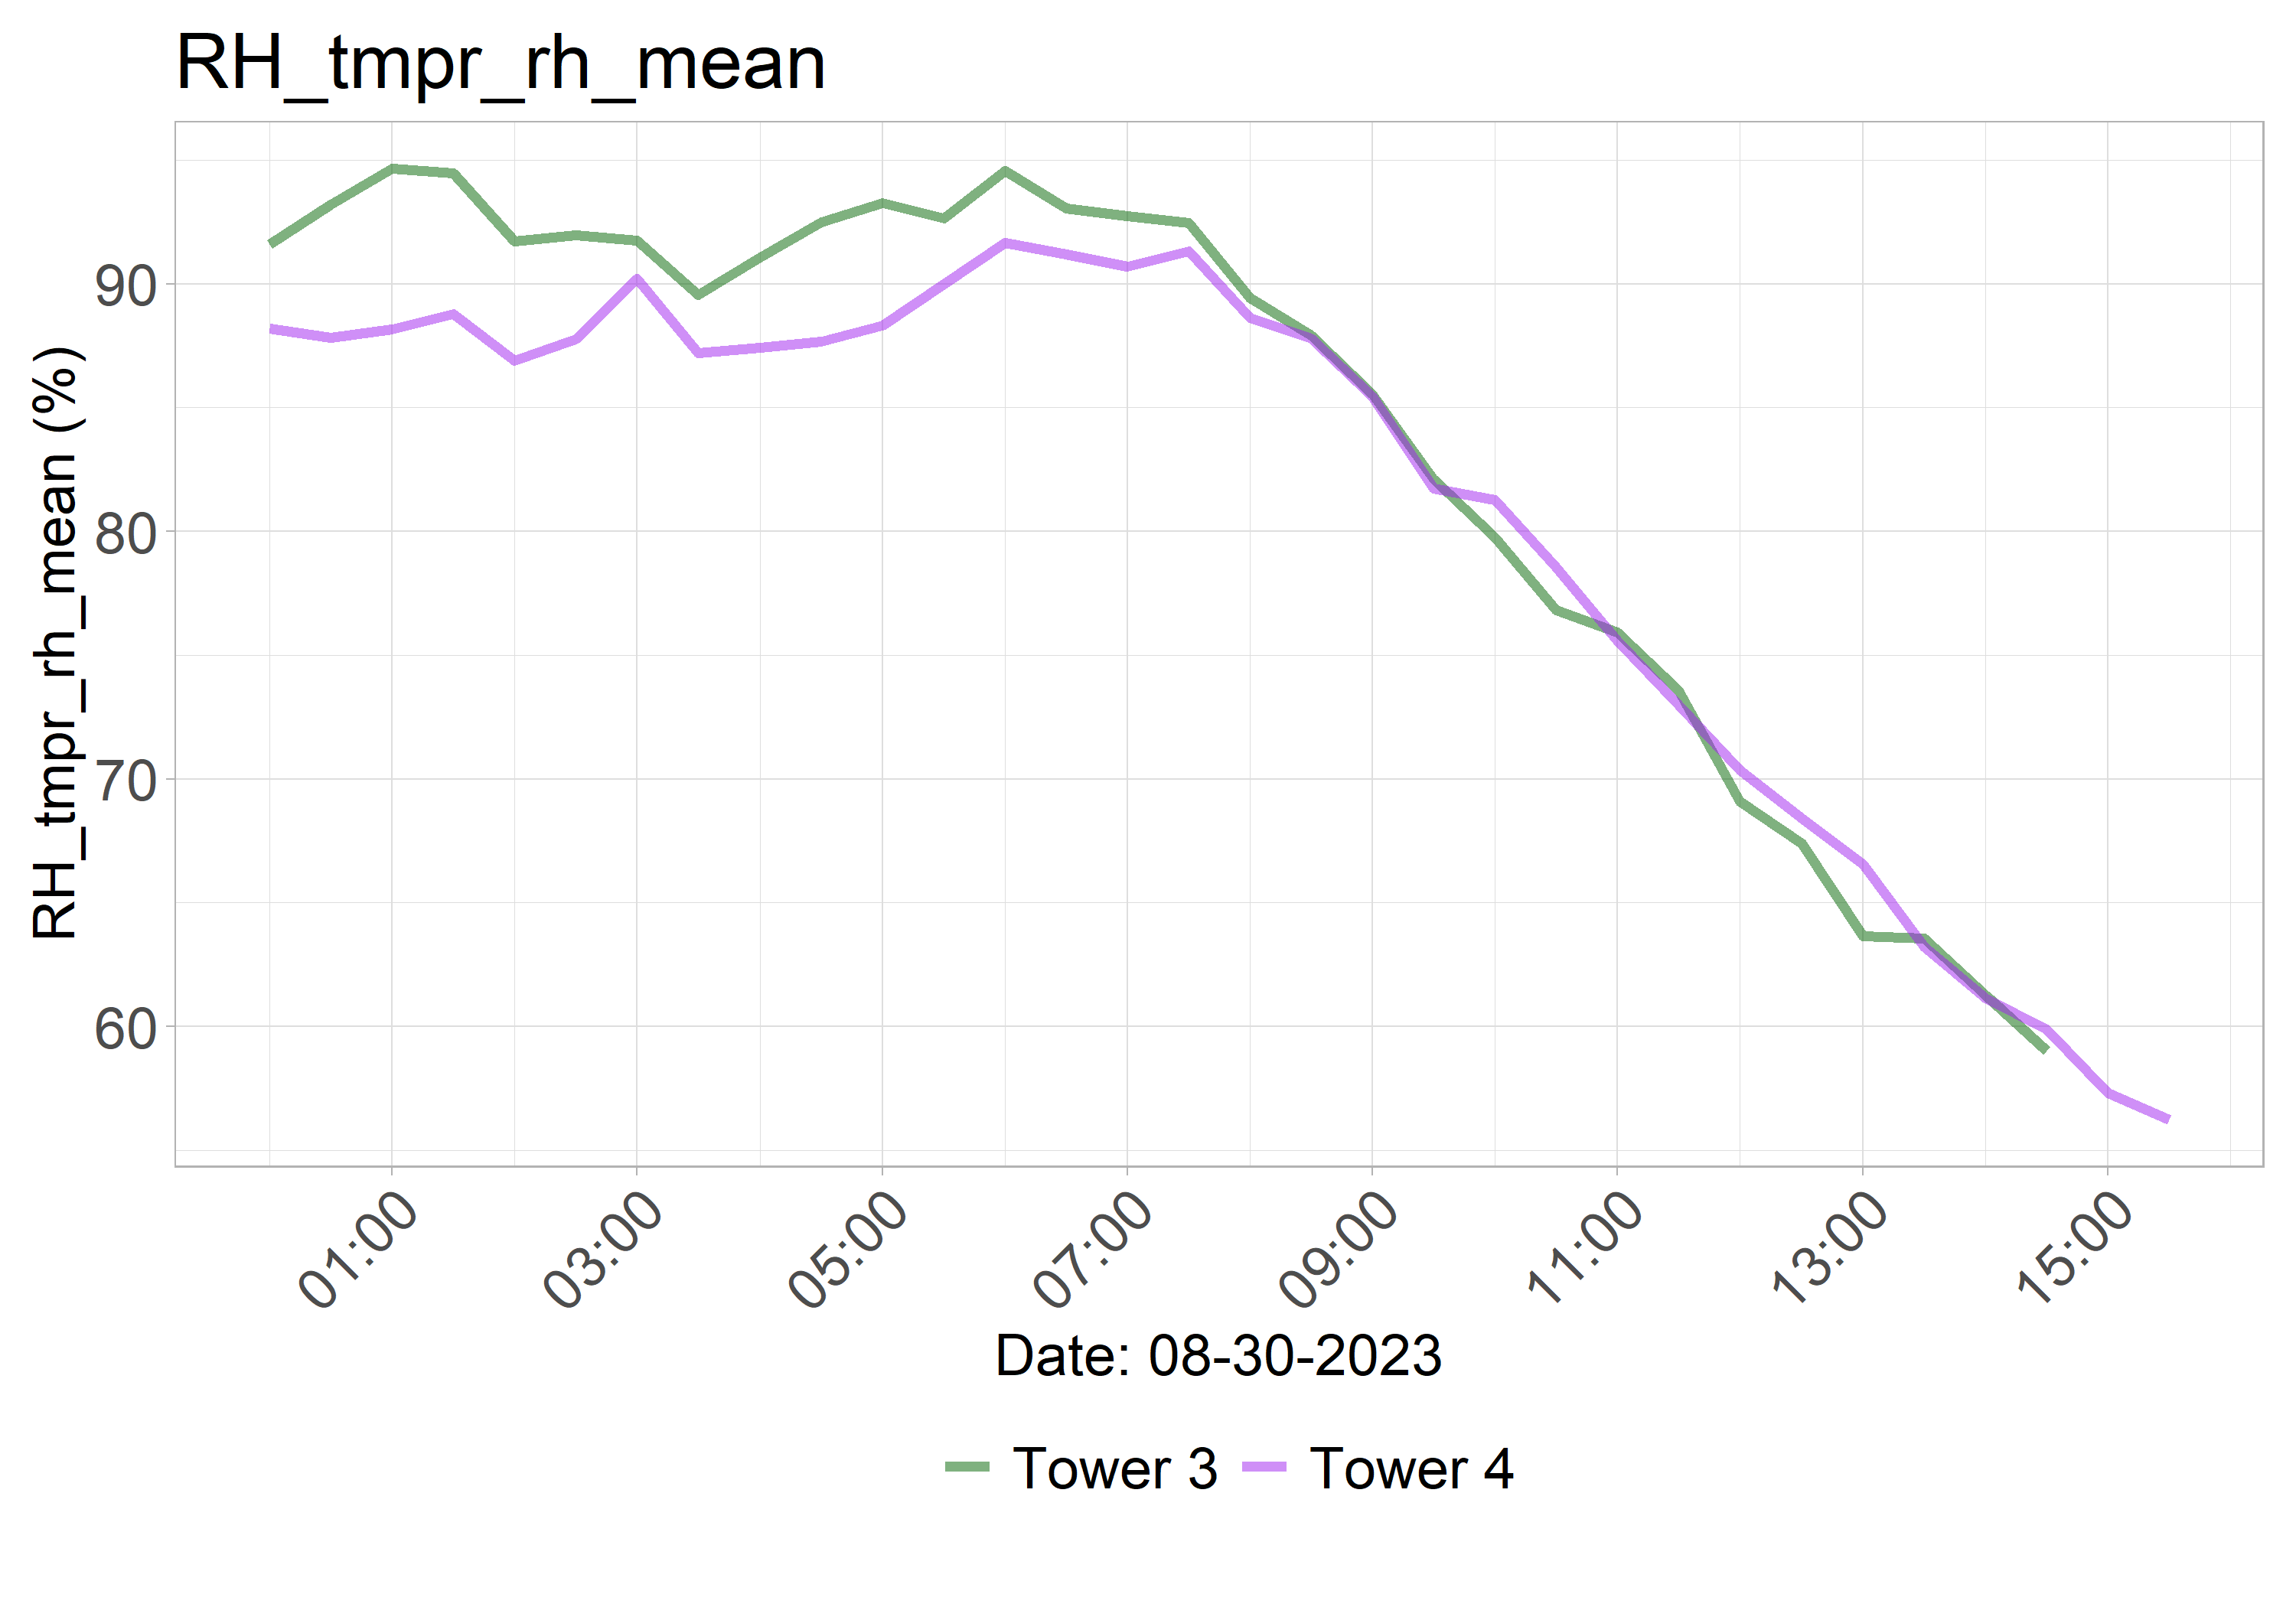 RH_tmpr_rh_mean
RH_tmpr_rh_mean (%)
90
80
70
60
01:00 03:00 05:00 07:00 09:00 11:00 13:00 15:00
Date: 08-30-2023
Tower 3 Tower 4